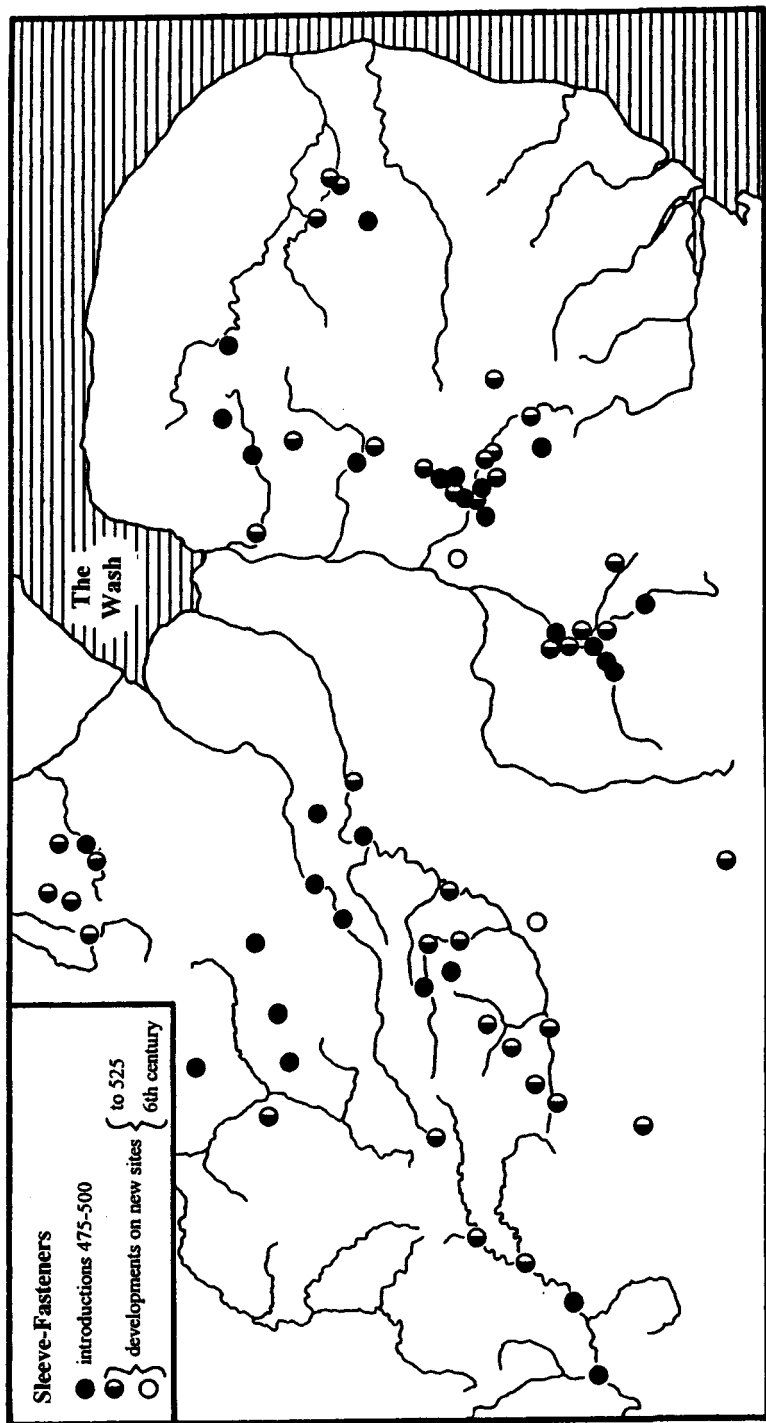 Sleeve-Fasteners
introductions 475-500
developments on new sites
to 525
6th century
The
Wash